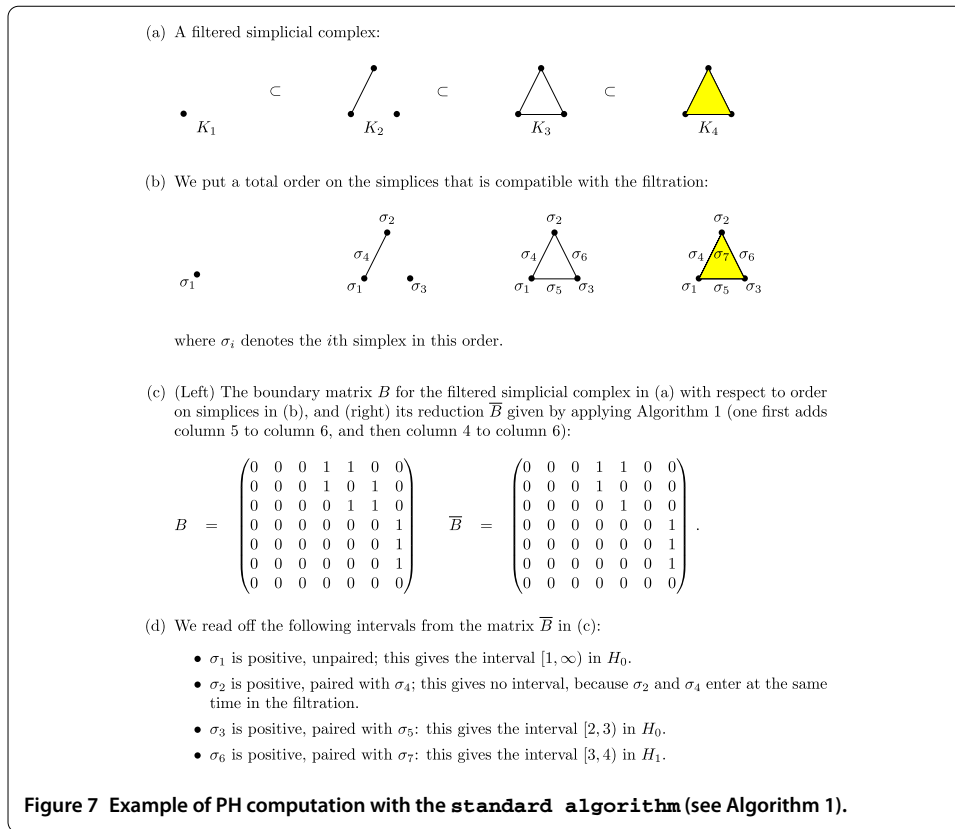 (a) A filtered simplicial complex:
⊂ ⊂ ⊂
K₁ K₂ K₃ K₄
(b) We put a total order on the simplices that is compatible with the filtration:
σ₂ σ₂ σ₂
σ₄ σ₄ σ₆ σ₄ σ₇ σ₆
σ₁ σ₁ σ₃ σ₁ σ₅ σ₃ σ₁ σ₅ σ₃
where σᵢ denotes the ith simplex in this order.
(c) (Left) The boundary matrix B for the filtered simplicial complex in (a) with respect to order
on simplices in (b), and (right) its reduction B̅ given by applying Algorithm 1 (one first adds
column 5 to column 6, and then column 4 to column 6):
0 0 0 1 1 0 0 0 0 0 1 1 0 0
0 0 0 1 0 1 0 0 0 0 1 0 0 0
0 0 0 0 1 1 0 0 0 0 0 1 0 0
B = 0 0 0 0 0 0 1 B̅ = 0 0 0 0 0 0 1 .
0 0 0 0 0 0 1 0 0 0 0 0 0 1
0 0 0 0 0 0 1 0 0 0 0 0 0 1
0 0 0 0 0 0 0 0 0 0 0 0 0 0
(d) We read off the following intervals from the matrix B̅ in (c):
• σ₁ is positive, unpaired; this gives the interval [1, ∞) in H₀.
• σ₂ is positive, paired with σ₄; this gives no interval, because σ₂ and σ₄ enter at the same
time in the filtration.
• σ₃ is positive, paired with σ₅: this gives the interval [2, 3) in H₀.
• σ₆ is positive, paired with σ₇: this gives the interval [3, 4) in H₁.
Figure 7 Example of PH computation with the standard algorithm (see Algorithm 1).